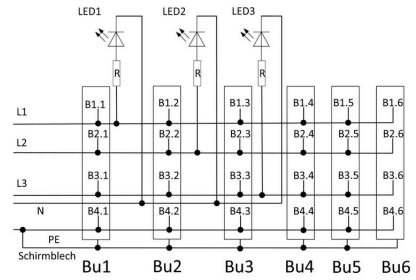 LED1 LED2 LED3
R R R
B1.1 B1.2 B1.3 B1.4 B1.5 B1.6
L1
B2.1 B2.2 B2.3 B2.4 B2.5 B2.6
L2
B3.1 B3.2 B3.3 B3.4 B3.5 B3.6
L3
N B4.1 B4.2 B4.3 B4.4 B4.5 B4.6
PE
Schirmblech
Bu1 Bu2 Bu3 Bu4 Bu5 Bu6